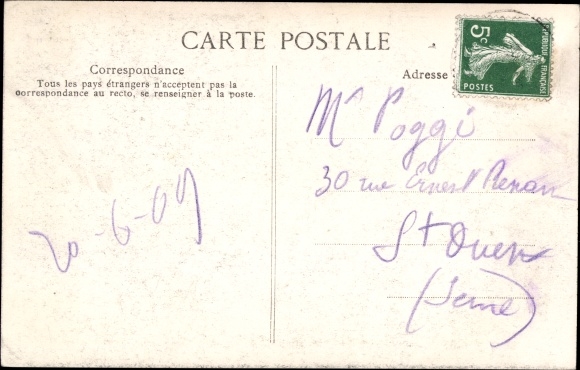 CARTE POSTALE
Correspondance
Tous les pays étrangers n'acceptent pas la
correspondance au recto, se renseigner à la poste.
20-6-09
Adresse
5c
REPUBLIQUE FRANÇAISE
POSTES
Mr Poggi
30 rue Ernest Renan
St Ouen
(Seine)